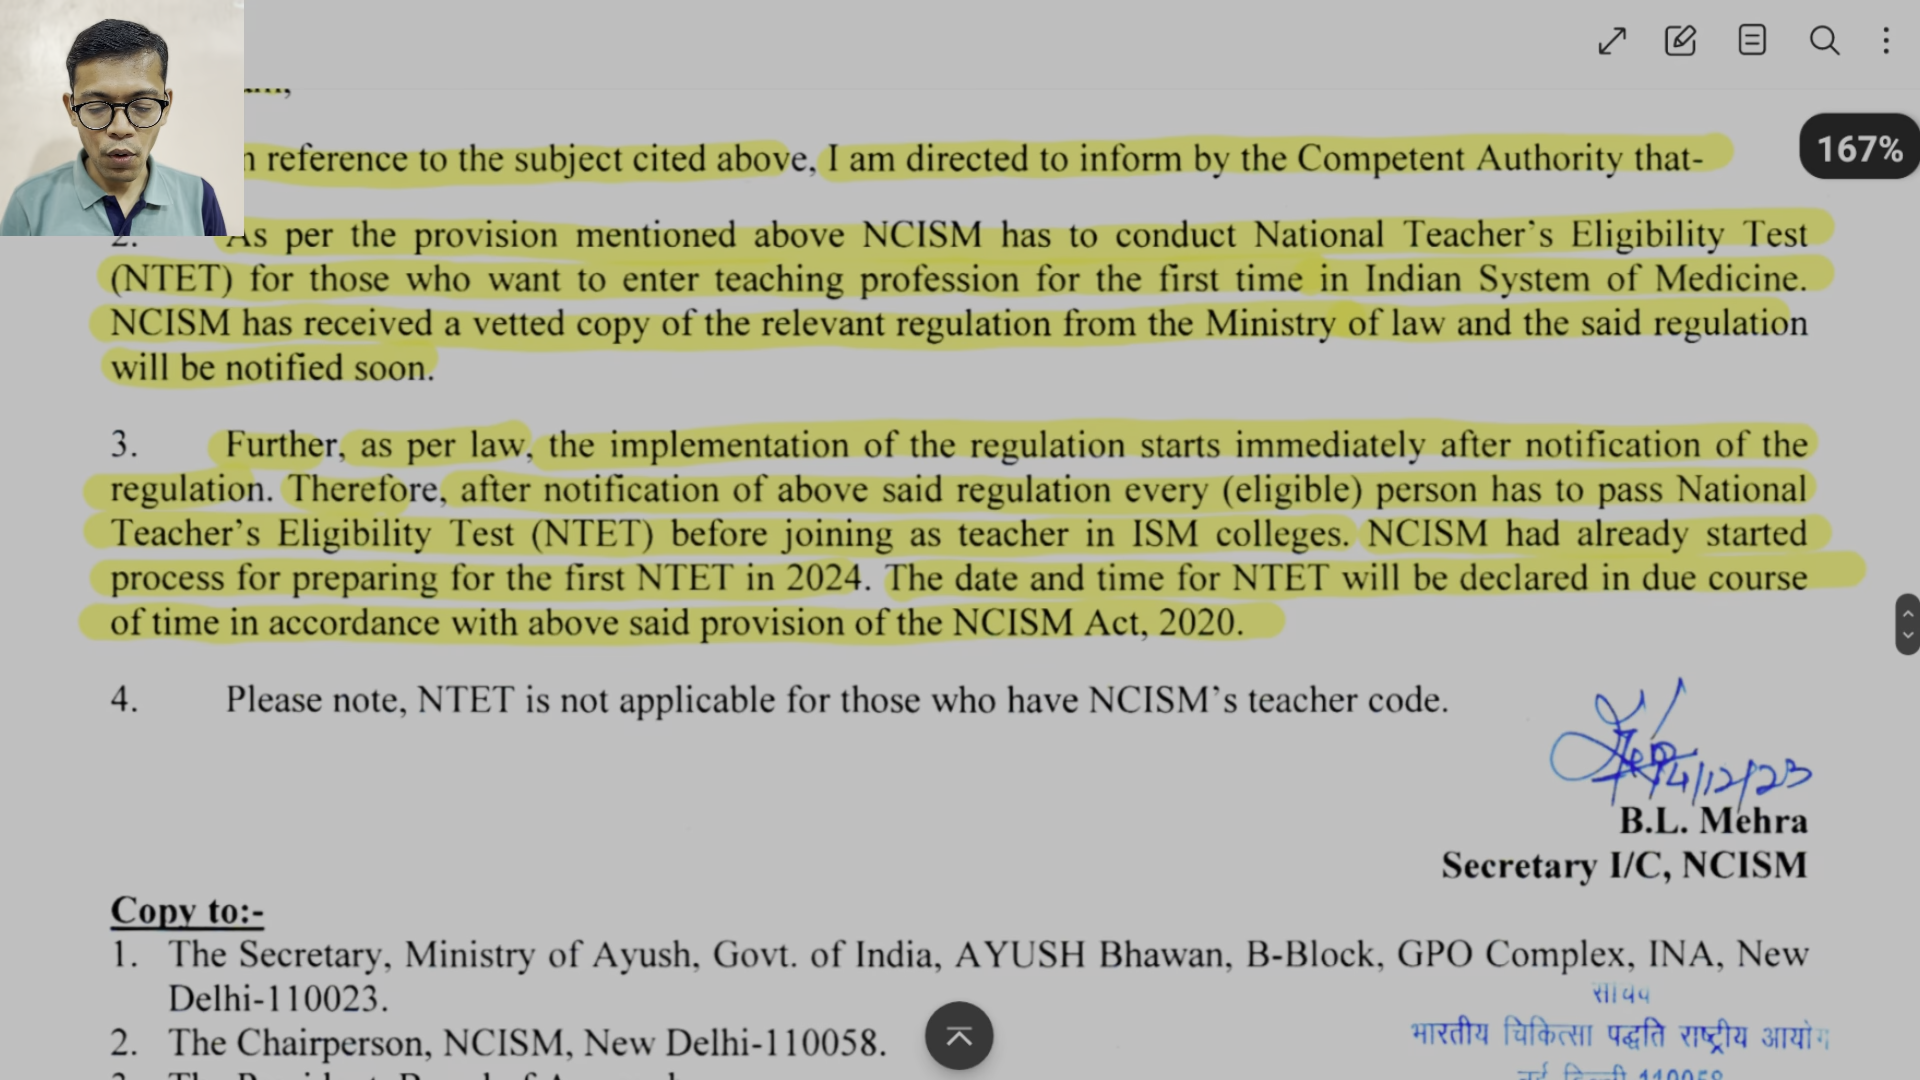 167%
reference to the subject cited above, I am directed to inform by the Competent Authority that-
2. As per the provision mentioned above NCISM has to conduct National Teacher's Eligibility Test
(NTET) for those who want to enter teaching profession for the first time in Indian System of Medicine.
NCISM has received a vetted copy of the relevant regulation from the Ministry of law and the said regulation
will be notified soon.
3. Further, as per law, the implementation of the regulation starts immediately after notification of the
regulation. Therefore, after notification of above said regulation every (eligible) person has to pass National
Teacher's Eligibility Test (NTET) before joining as teacher in ISM colleges. NCISM had already started
process for preparing for the first NTET in 2024. The date and time for NTET will be declared in due course
of time in accordance with above said provision of the NCISM Act, 2020.
4. Please note, NTET is not applicable for those who have NCISM's teacher code.
B.L. Mehra
Secretary I/C, NCISM
Copy to:-
1. The Secretary, Ministry of Ayush, Govt. of India, AYUSH Bhawan, B-Block, GPO Complex, INA, New
Delhi-110023.
2. The Chairperson, NCISM, New Delhi-110058.
भारतीय चिकित्सा पद्धति राष्ट्रीय आयोग